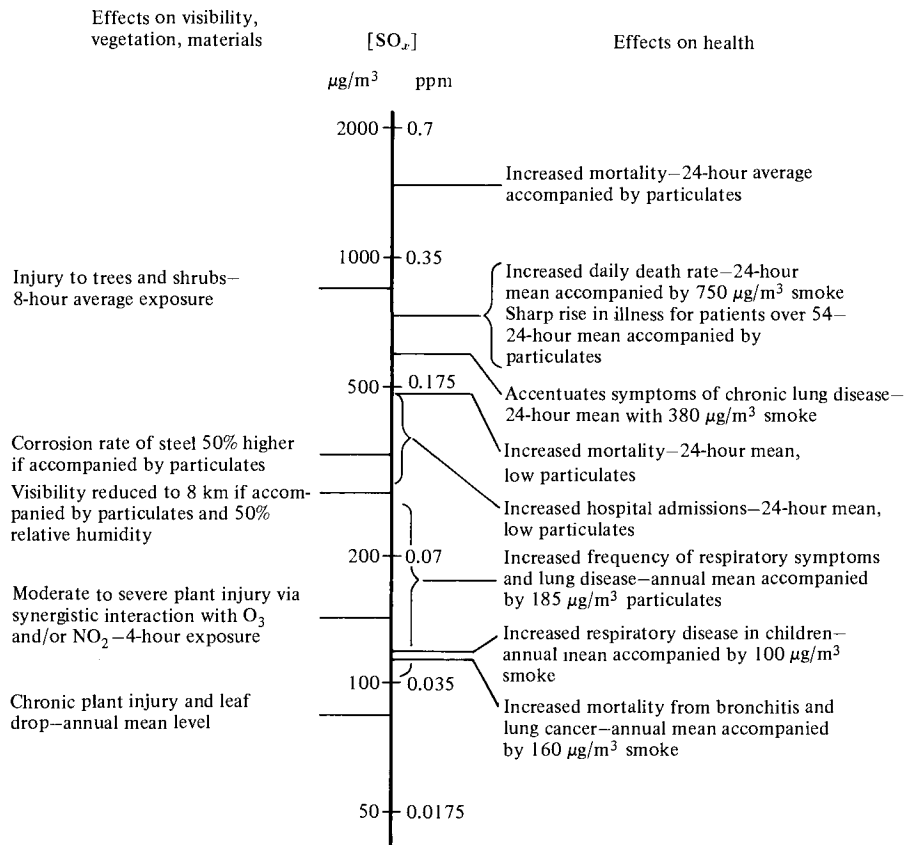 Effects on visibility,
vegetation, materials
[SOₓ]
Effects on health
μg/m³ ppm
2000 0.7
Increased mortality—24-hour average
accompanied by particulates
1000 0.35
Injury to trees and shrubs—
8-hour average exposure
Increased daily death rate—24-hour
mean accompanied by 750 μg/m³ smoke
Sharp rise in illness for patients over 54—
24-hour mean accompanied by
particulates
500 0.175
Accentuates symptoms of chronic lung disease—
24-hour mean with 380 μg/m³ smoke
Corrosion rate of steel 50% higher
if accompanied by particulates
Increased mortality—24-hour mean,
low particulates
Visibility reduced to 8 km if accom-
panied by particulates and 50%
relative humidity
Increased hospital admissions—24-hour mean,
low particulates
200 0.07
Increased frequency of respiratory symptoms
and lung disease—annual mean accompanied
by 185 μg/m³ particulates
Moderate to severe plant injury via
synergistic interaction with O₃
and/or NO₂—4-hour exposure
Increased respiratory disease in children—
annual mean accompanied by 100 μg/m³
smoke
100 0.035
Chronic plant injury and leaf
drop—annual mean level
Increased mortality from bronchitis and
lung cancer—annual mean accompanied
by 160 μg/m³ smoke
50 0.0175